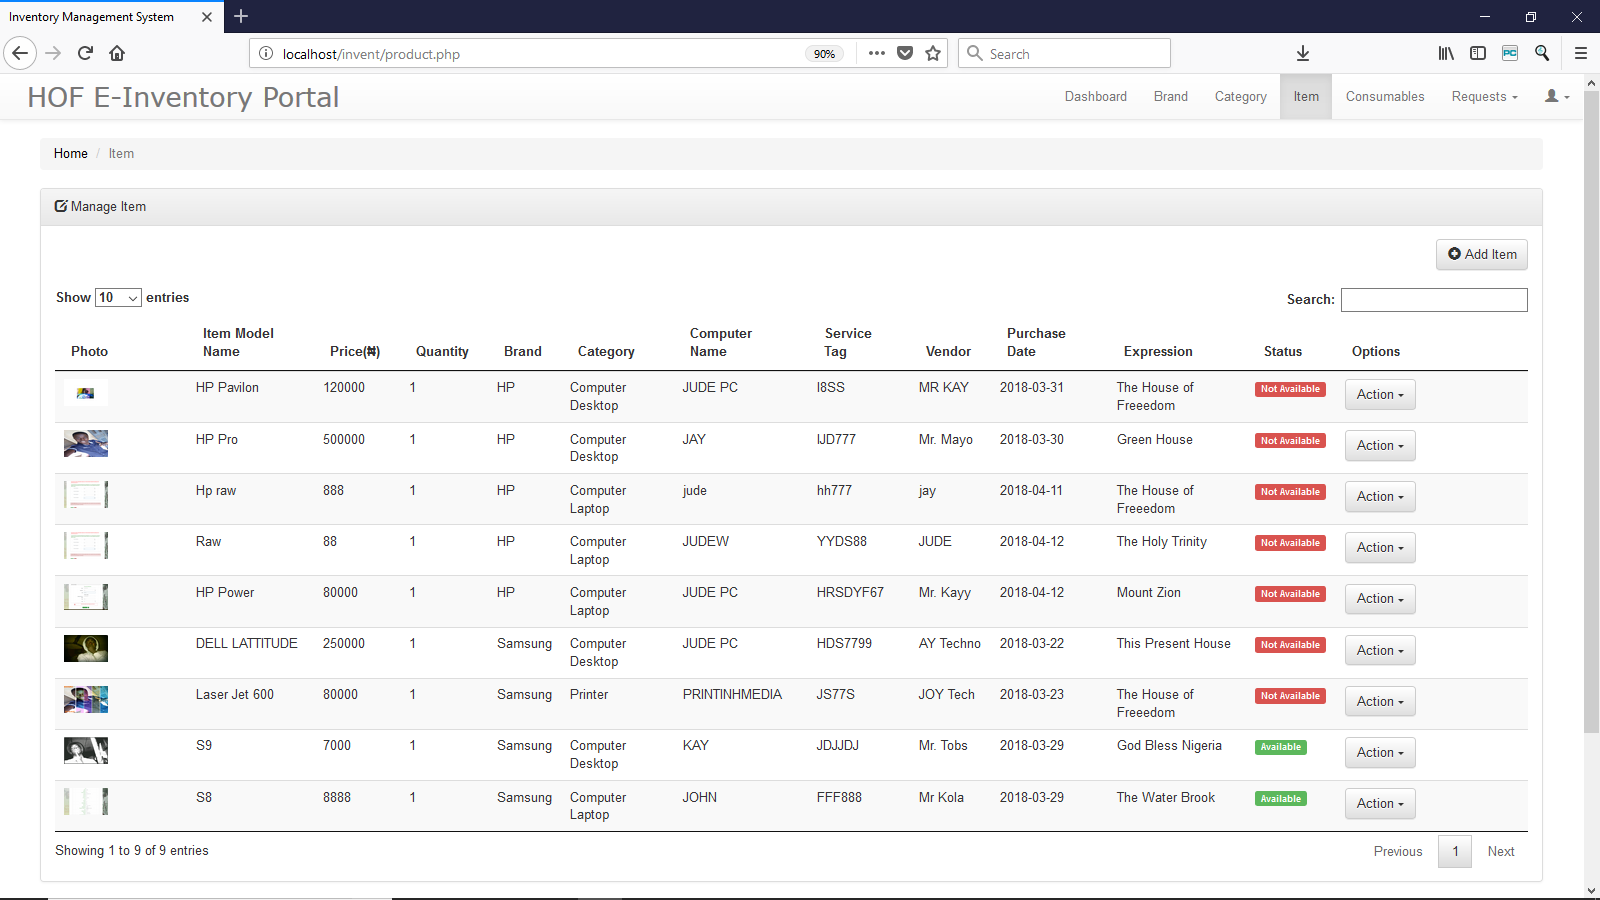 Inventory Management System
localhost/invent/product.php 90% Search
HOF E-Inventory Portal Dashboard Brand Category Item Consumables Requests
Home / Item
Manage Item
Add Item
Show 10 entries Search:
Photo Item Model Name Price(₦) Quantity Brand Category Computer Name Service Tag Vendor Purchase Date Expression Status Options
HP Pavilon 120000 1 HP Computer Desktop JUDE PC I8SS MR KAY 2018-03-31 The House of Freeedom Not Available Action
HP Pro 500000 1 HP Computer Desktop JAY IJD777 Mr. Mayo 2018-03-30 Green House Not Available Action
Hp raw 888 1 HP Computer Laptop jude hh777 jay 2018-04-11 The House of Freeedom Not Available Action
Raw 88 1 HP Computer Laptop JUDEW YYDS88 JUDE 2018-04-12 The Holy Trinity Not Available Action
HP Power 80000 1 HP Computer Laptop JUDE PC HRSDYF67 Mr. Kayy 2018-04-12 Mount Zion Not Available Action
DELL LATTITUDE 250000 1 Samsung Computer Desktop JUDE PC HDS7799 AY Techno 2018-03-22 This Present House Not Available Action
Laser Jet 600 80000 1 Samsung Printer PRINTINHMEDIA JS77S JOY Tech 2018-03-23 The House of Freeedom Not Available Action
S9 7000 1 Samsung Computer Desktop KAY JDJJDJ Mr. Tobs 2018-03-29 God Bless Nigeria Available Action
S8 8888 1 Samsung Computer Laptop JOHN FFF888 Mr Kola 2018-03-29 The Water Brook Available Action
Showing 1 to 9 of 9 entries Previous 1 Next